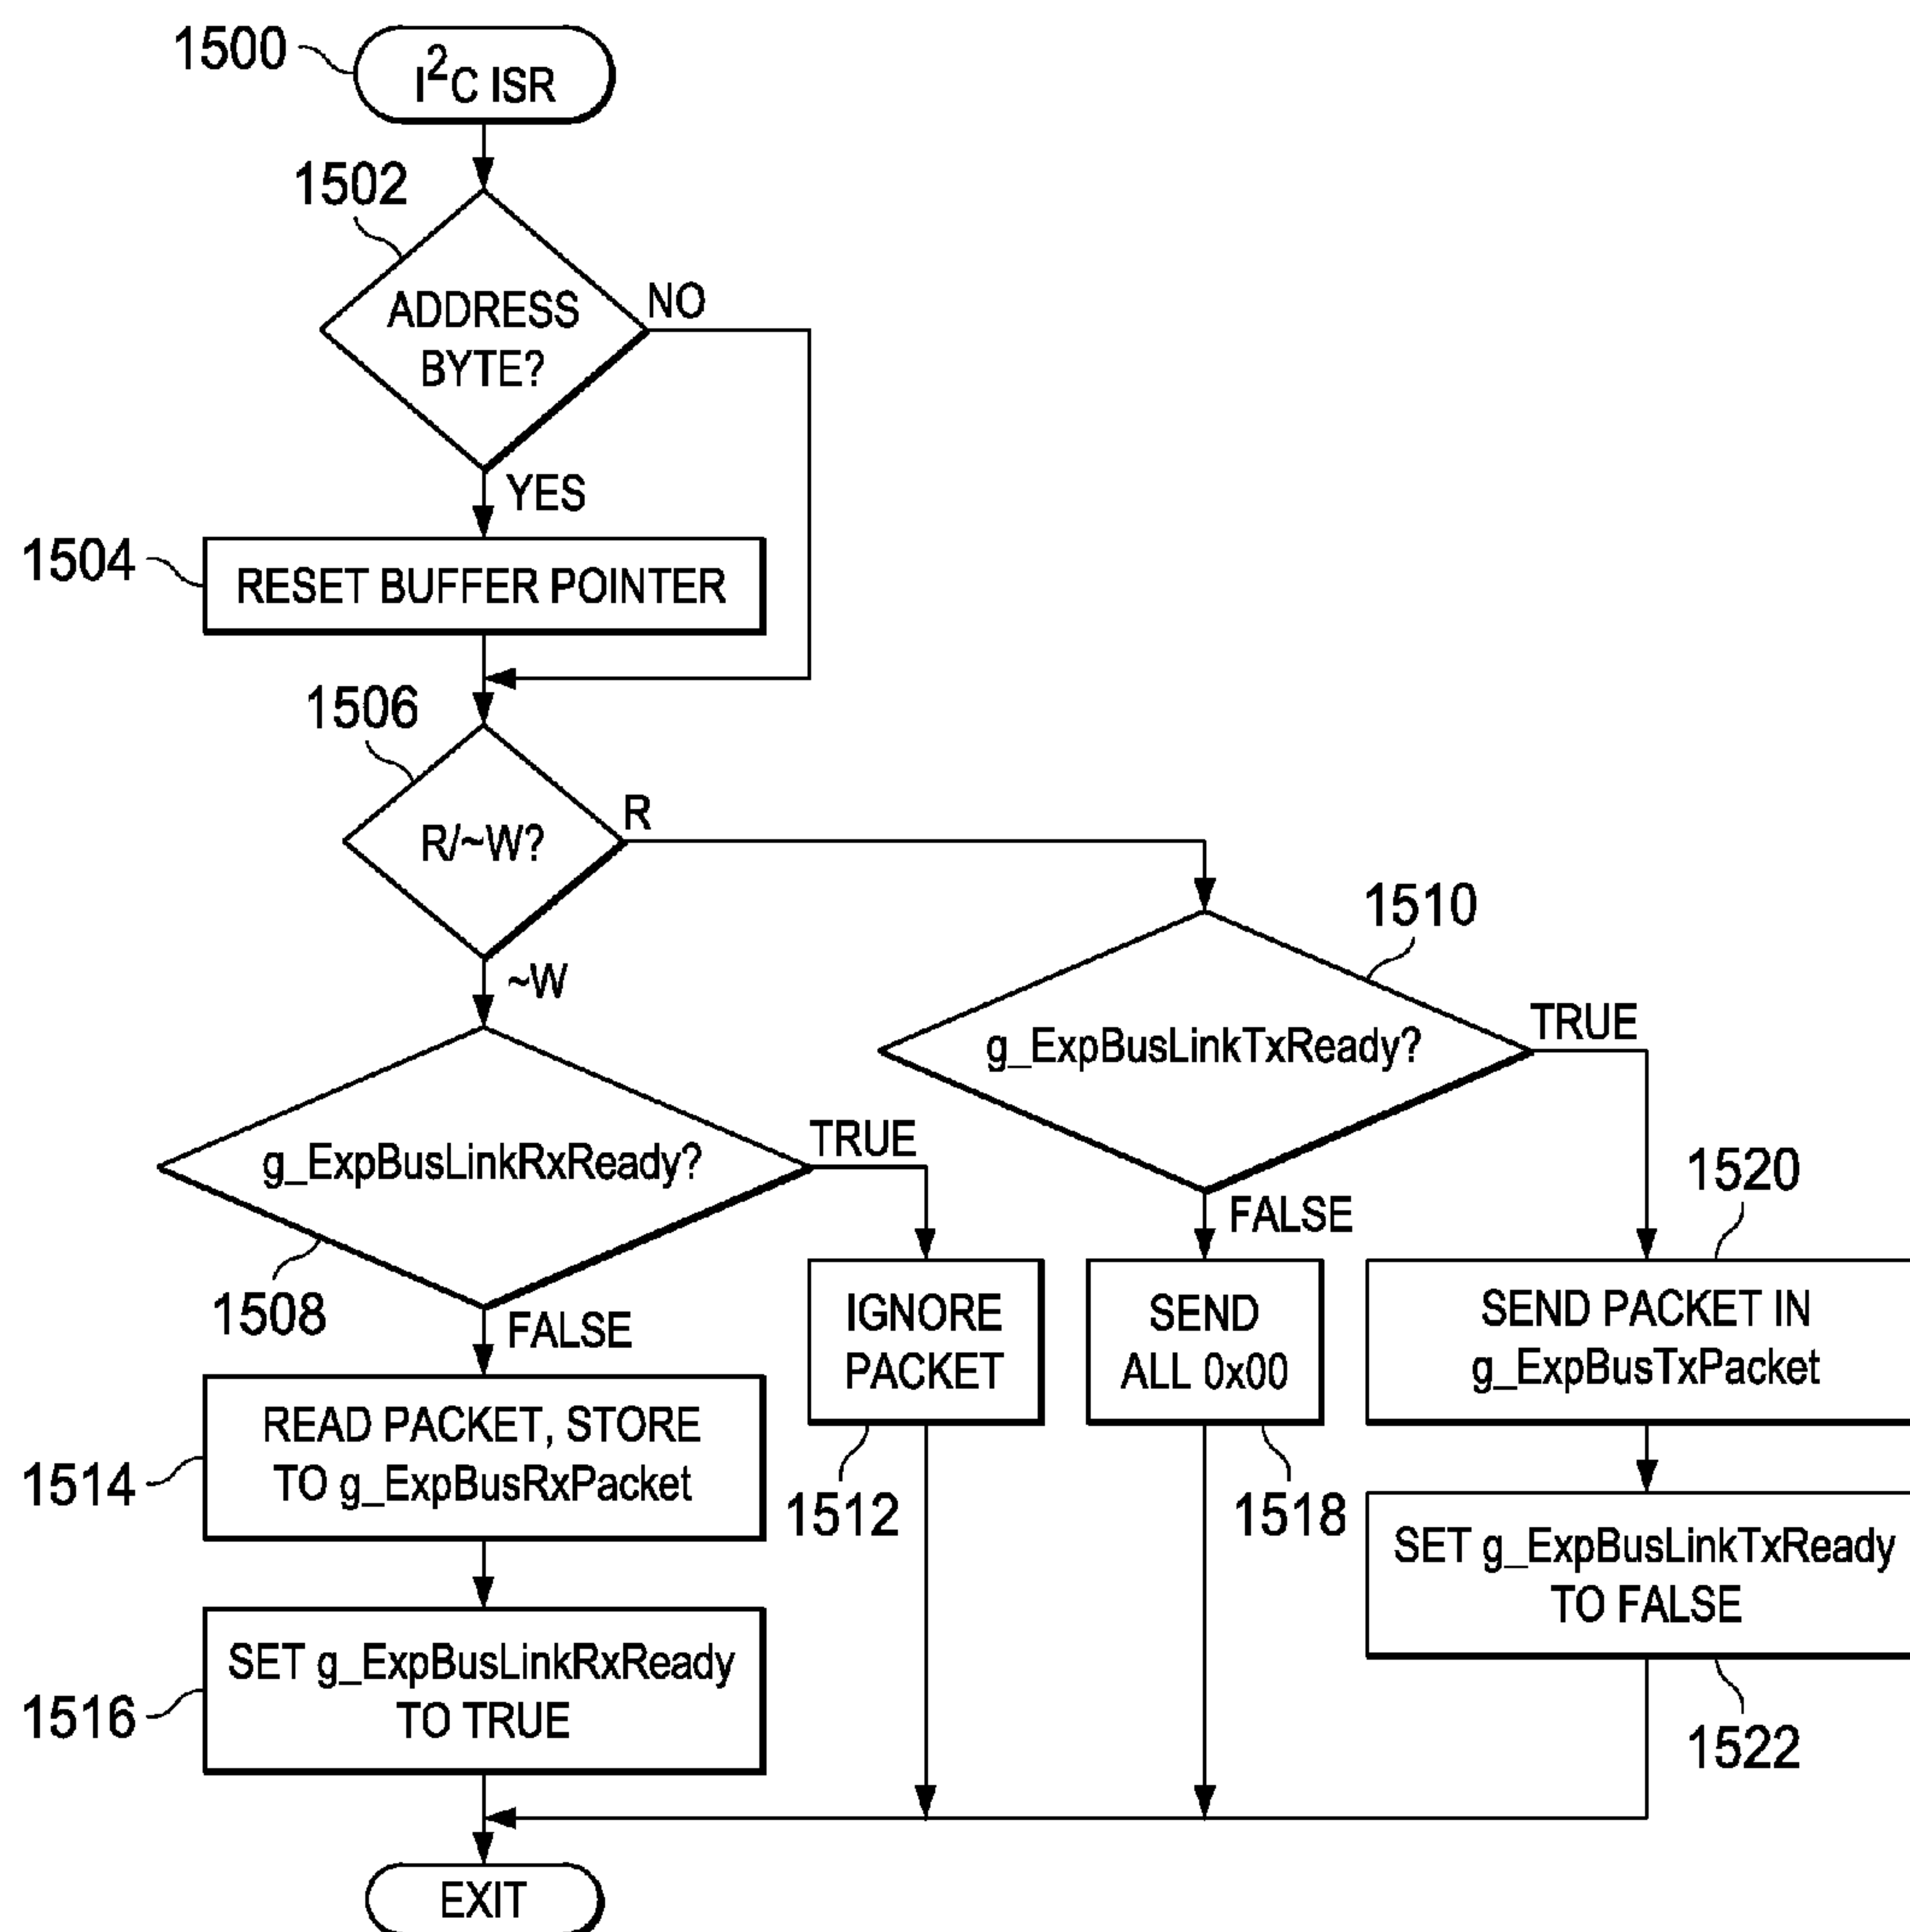 1500
I²C ISR
1502
ADDRESS
BYTE?
NO
YES
1504
RESET BUFFER POINTER
1506
R/~W?
R
~W
1510
g_ExpBusLinkTxReady?
TRUE
FALSE
g_ExpBusLinkRxReady?
TRUE
1508
FALSE
1520
IGNORE
PACKET
1512
SEND
ALL 0x00
1518
SEND PACKET IN
g_ExpBusTxPacket
1514
READ PACKET, STORE
TO g_ExpBusRxPacket
SET g_ExpBusLinkTxReady
TO FALSE
1522
1516
SET g_ExpBusLinkRxReady
TO TRUE
EXIT